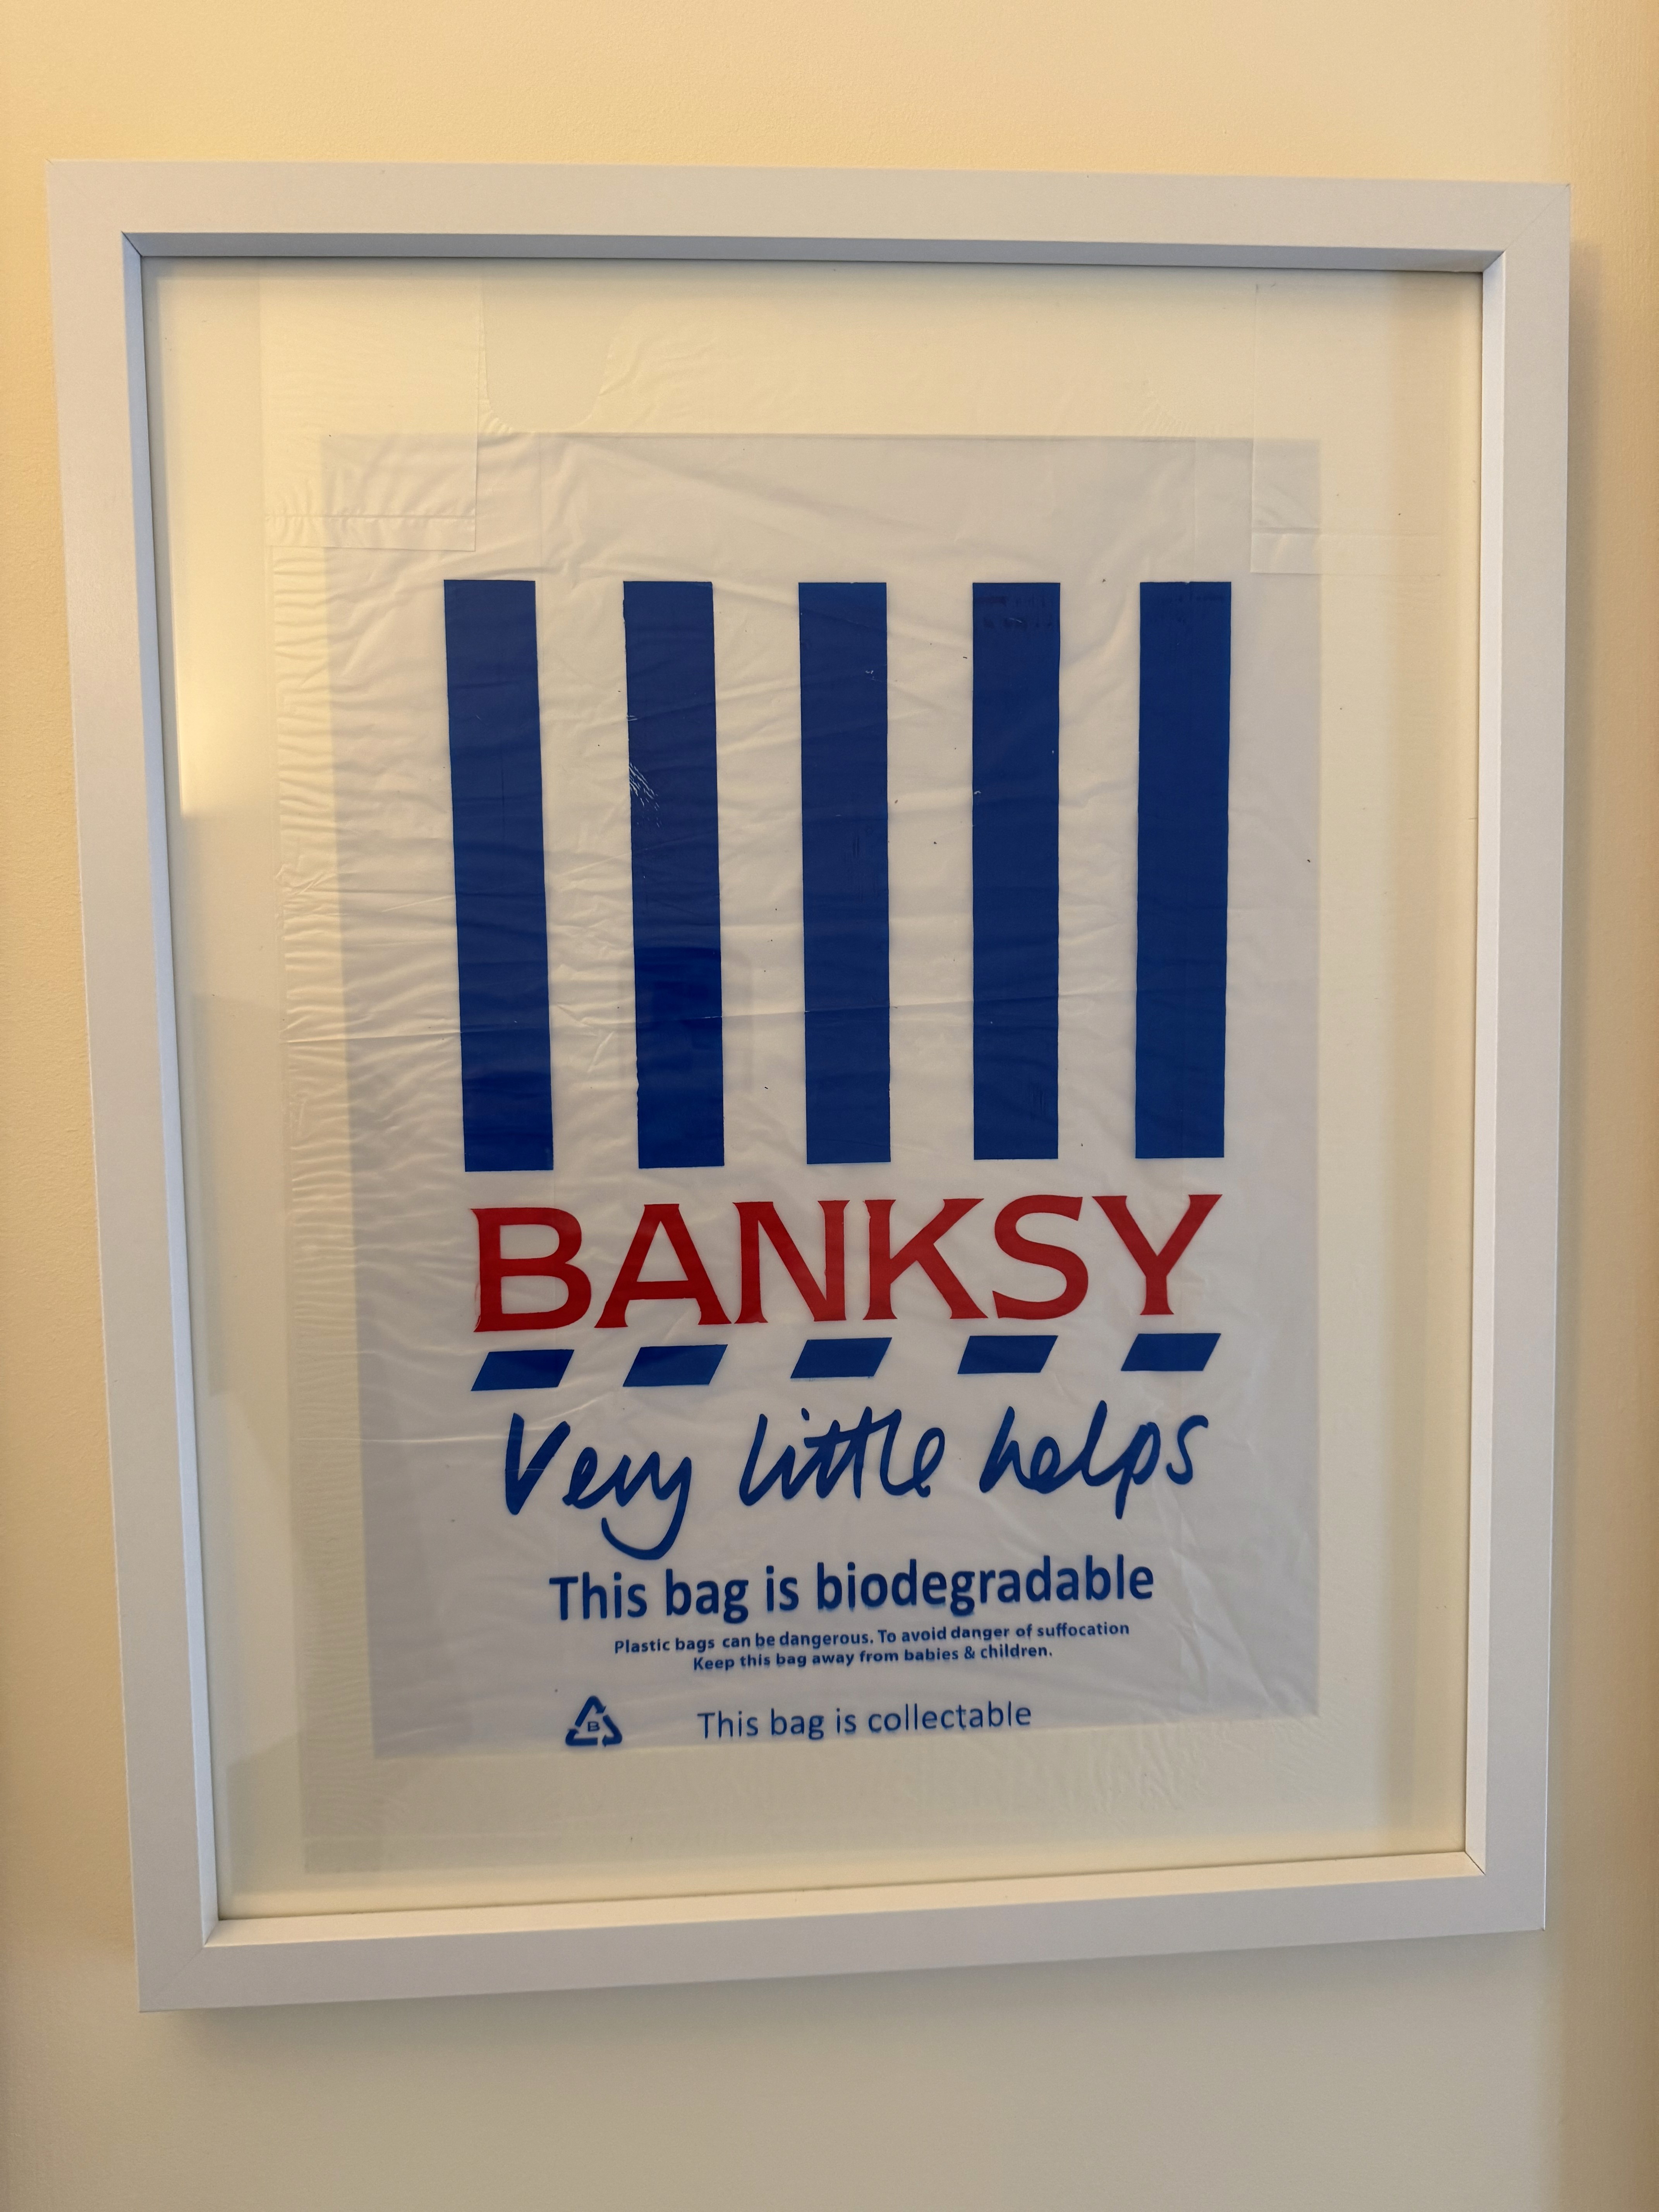 BANKSY
Very little helps
This bag is biodegradable
Plastic bags can be dangerous. To avoid danger of suffocation
Keep this bag away from babies & children.
B
This bag is collectable